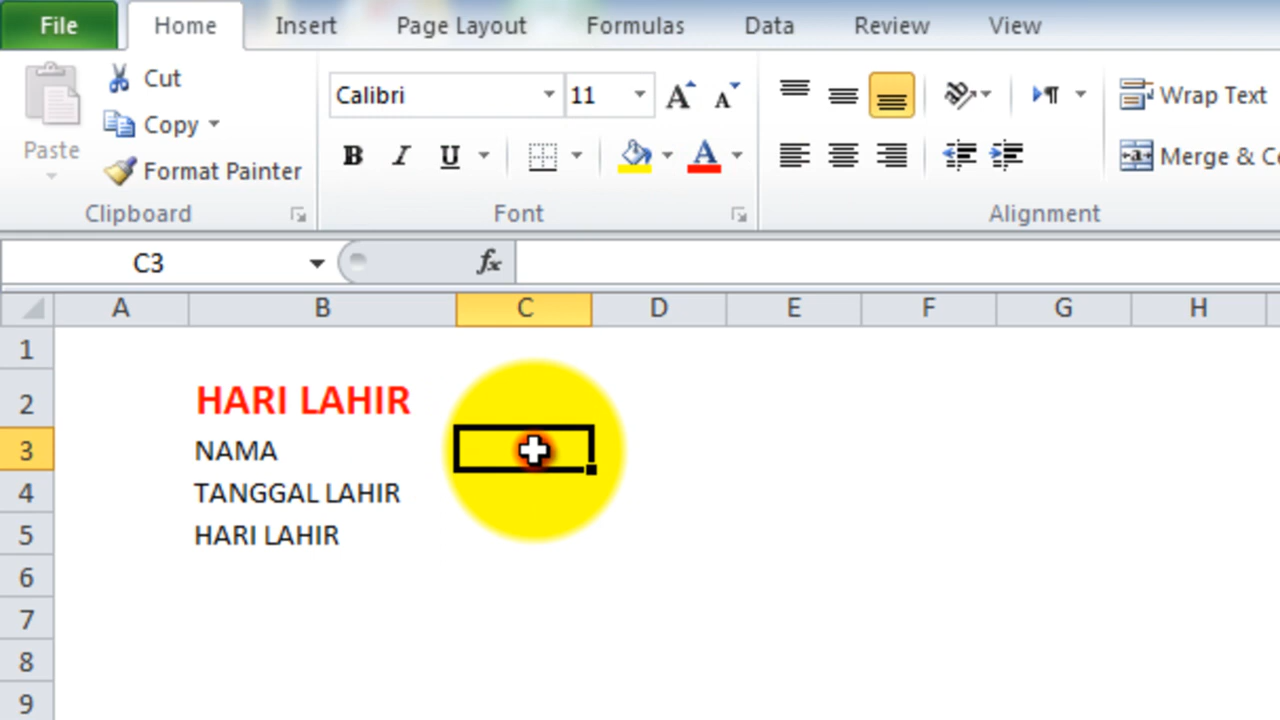 File Home Insert Page Layout Formulas Data Review View
Cut
Copy
Paste
Format Painter
Clipboard
Calibri 11
B I U A
Font
Wrap Text
Merge & Ce
Alignment
C3 fx
A B C D E F G H
1
2 HARI LAHIR
3 NAMA
4 TANGGAL LAHIR
5 HARI LAHIR
6
7
8
9